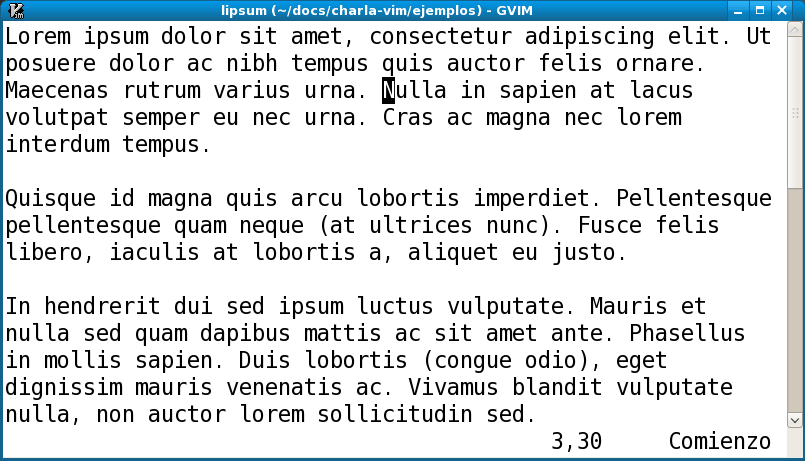 lipsum (~/docs/charla-vim/ejemplos) - GVIM
Lorem ipsum dolor sit amet, consectetur adipiscing elit. Ut
posuere dolor ac nibh tempus quis auctor felis ornare.
Maecenas rutrum varius urna. Nulla in sapien at lacus
volutpat semper eu nec urna. Cras ac magna nec lorem
interdum tempus.

Quisque id magna quis arcu lobortis imperdiet. Pellentesque
pellentesque quam neque (at ultrices nunc). Fusce felis
libero, iaculis at lobortis a, aliquet eu justo.

In hendrerit dui sed ipsum luctus vulputate. Mauris et
nulla sed quam dapibus mattis ac sit amet ante. Phasellus
in mollis sapien. Duis lobortis (congue odio), eget
dignissim mauris venenatis ac. Vivamus blandit vulputate
nulla, non auctor lorem sollicitudin sed.
3,30 Comienzo